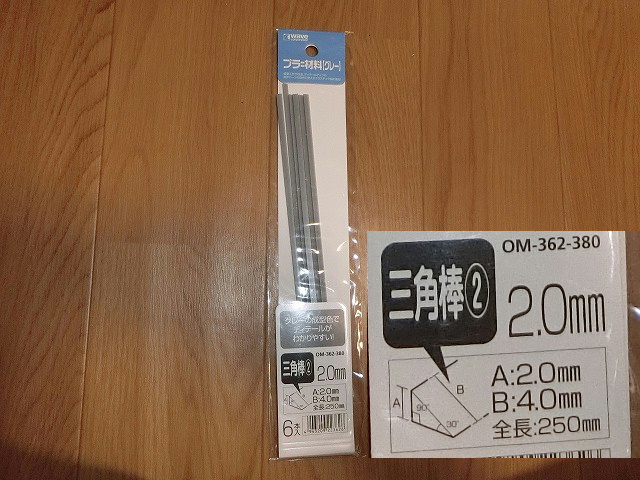 wave
プラ=材料[グレー]
グレーの成型色で
ディテールが
わかりやすい!
OM-362-380
三角棒② 2.0mm
A:2.0mm
B:4.0mm
全長:250mm
6本入
OM-362-380
三角棒② 2.0mm
A B 90° 30°
A:2.0mm
B:4.0mm
全長:250mm